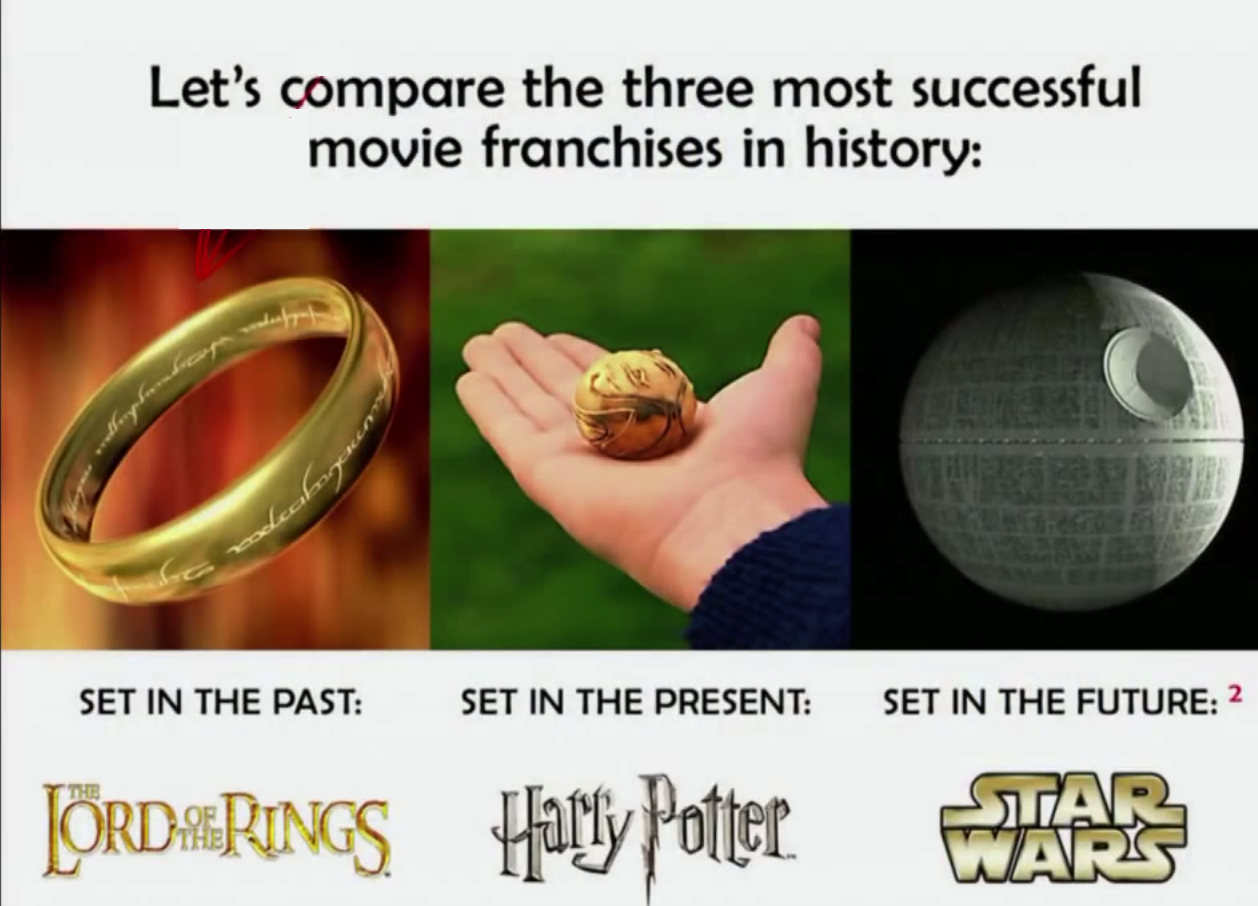 Let's compare the three most successful
movie franchises in history:
SET IN THE PAST:
SET IN THE PRESENT:
SET IN THE FUTURE: 2
THE LORD OF THE RINGS
Harry Potter
STAR WARS